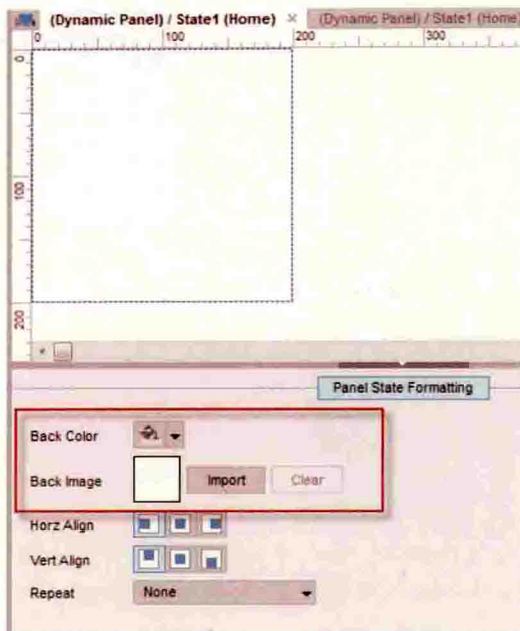 (Dynamic Panel) / State1 (Home) × (Dynamic Panel) / State1 (Home)
0 100 200 300
0
100
200
Panel State Formatting
Back Color
Back Image Import Clear
Horz Align
Vert Align
Repeat None